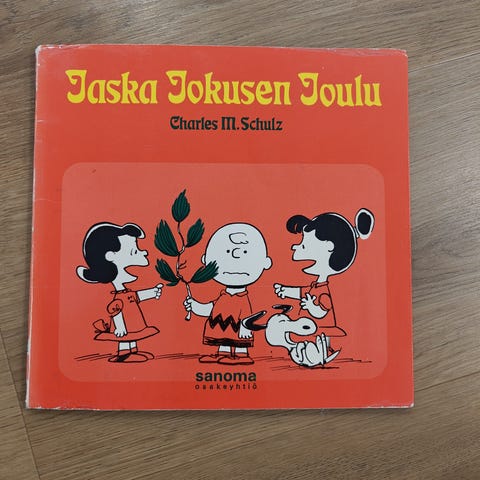 Jaska Jokusen Joulu
Charles M. Schulz
sanoma
osakeyhtiö